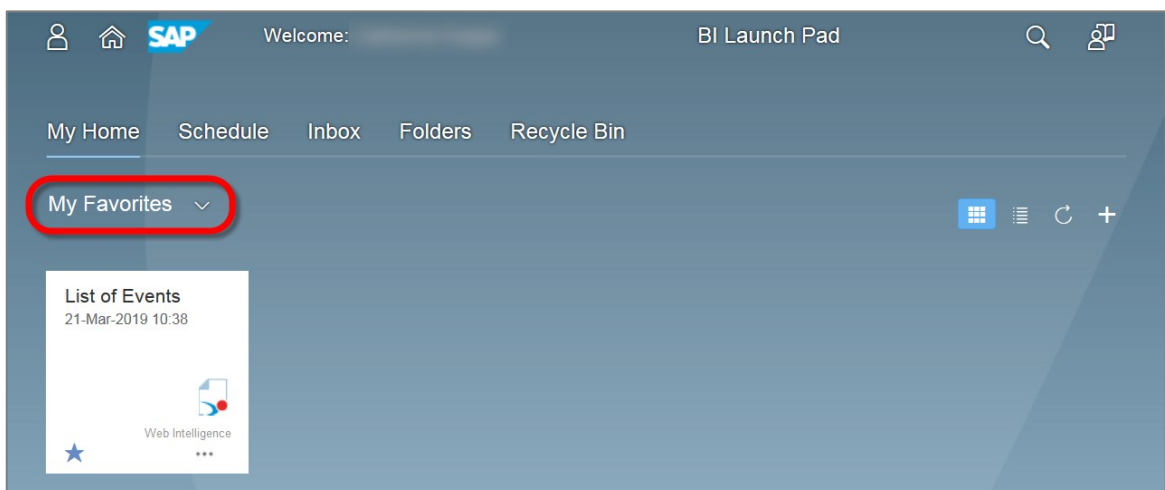 SAP Welcome: BI Launch Pad
My Home Schedule Inbox Folders Recycle Bin
My Favorites
List of Events
21-Mar-2019 10:38
Web Intelligence